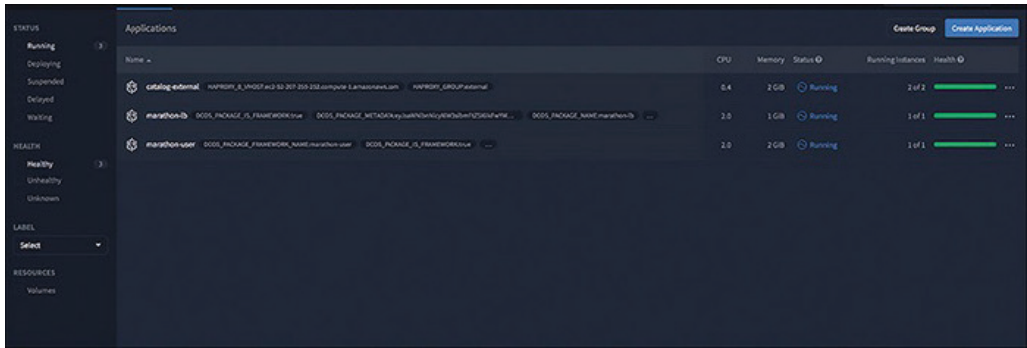 STATUS
Running 3
Deploying
Suspended
Delayed
Waiting
HEALTH
Healthy 3
Unhealthy
Unknown
LABEL
Select
RESOURCES
Volumes
Applications Create Group Create Application
Name CPU Memory Status Running Instances Health
catalog-external HAPROXY_GROUP:external 0.4 2 GiB Running 2 of 2 ...
marathon-lb DCOS_PACKAGE_IS_FRAMEWORK:true DCOS_PACKAGE_NAME:marathon-lb ... 2.0 1 GiB Running 1 of 1 ...
marathon-user DCOS_PACKAGE_FRAMEWORK_NAME:marathon-user DCOS_PACKAGE_IS_FRAMEWORK:true ... 2.0 2 GiB Running 1 of 1 ...